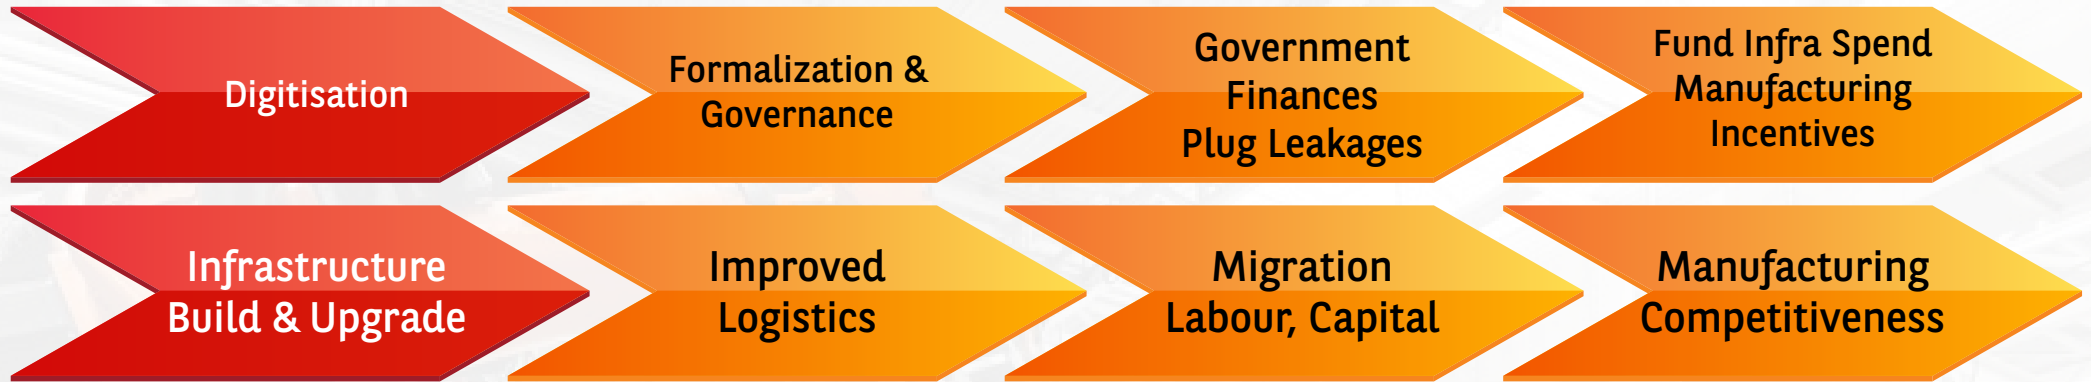 Digitisation
Formalization &
Governance
Government
Finances
Plug Leakages
Fund Infra Spend
Manufacturing
Incentives
Infrastructure
Build & Upgrade
Improved
Logistics
Migration
Labour, Capital
Manufacturing
Competitiveness